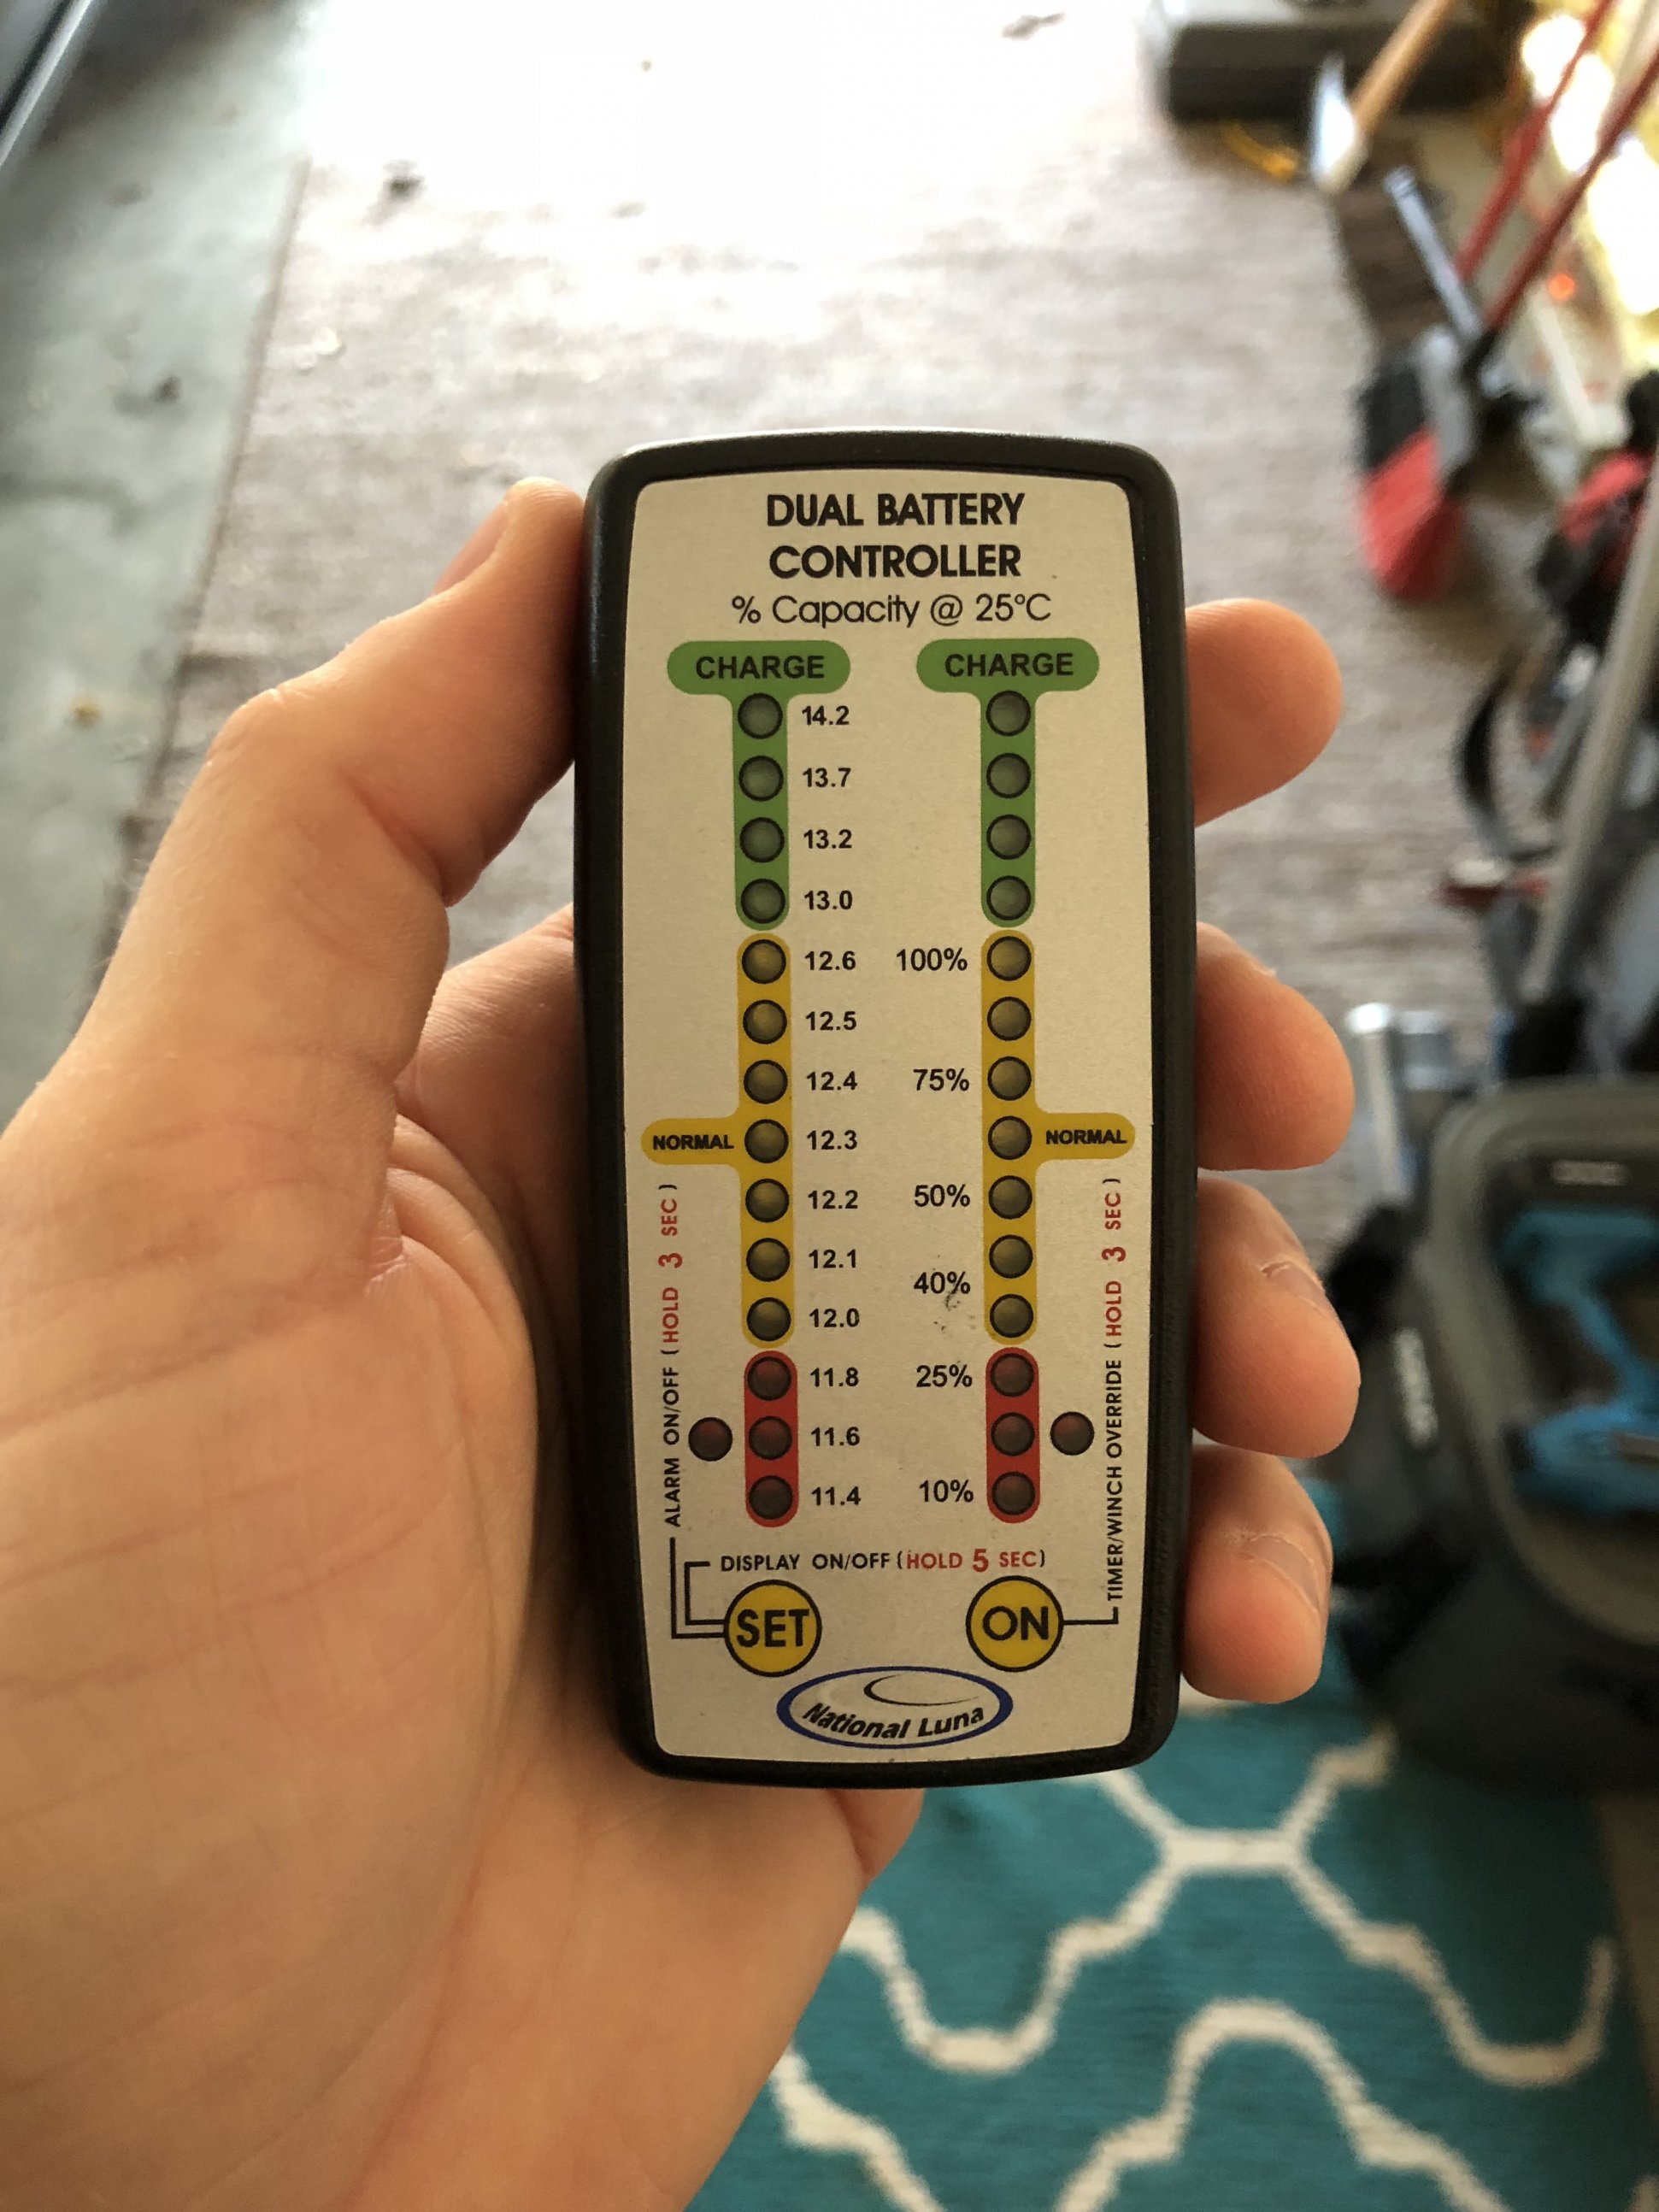 DUAL BATTERY
CONTROLLER
% Capacity @ 25°C
CHARGE CHARGE
14.2
13.7
13.2
13.0
12.6 100%
12.5
12.4 75%
NORMAL 12.3 NORMAL
12.2 50%
12.1
40%
12.0
11.8 25%
11.6
11.4 10%
ALARM ON/OFF (HOLD 3 SEC)
TIMER/WINCH OVERRIDE (HOLD 3 SEC)
DISPLAY ON/OFF (HOLD 5 SEC)
SET ON
National Luna